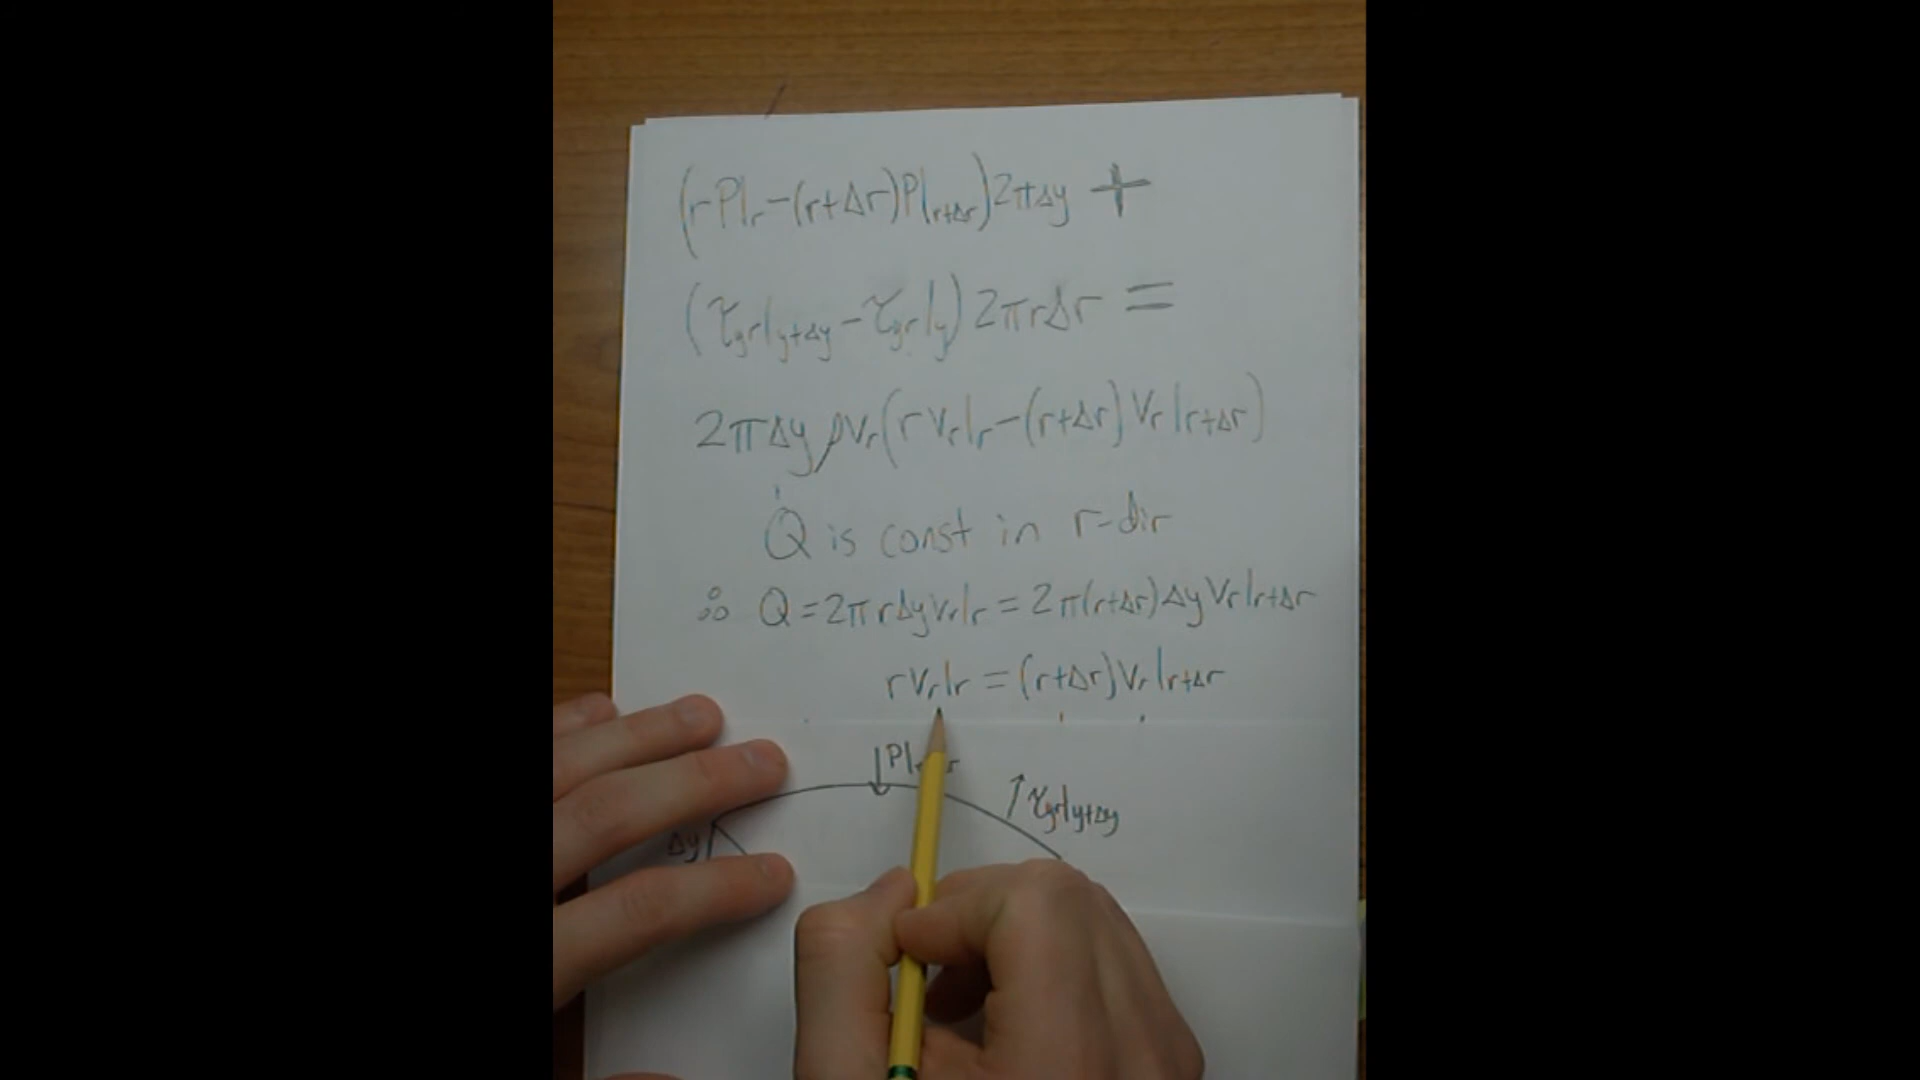 (rP|r-(r+Δr)P|r+Δr)2πΔy +
(τyr|y+Δy-τyr|y)2πrΔr =
2πΔy ρVr(rVr|r-(r+Δr)Vr|r+Δr)
Q is const in r-dir
∴ Q=2πrΔyVr|r=2π(r+Δr)ΔyVr|r+Δr
rVr|r=(r+Δr)Vr|r+Δr
τyr|y+Δy
Δy